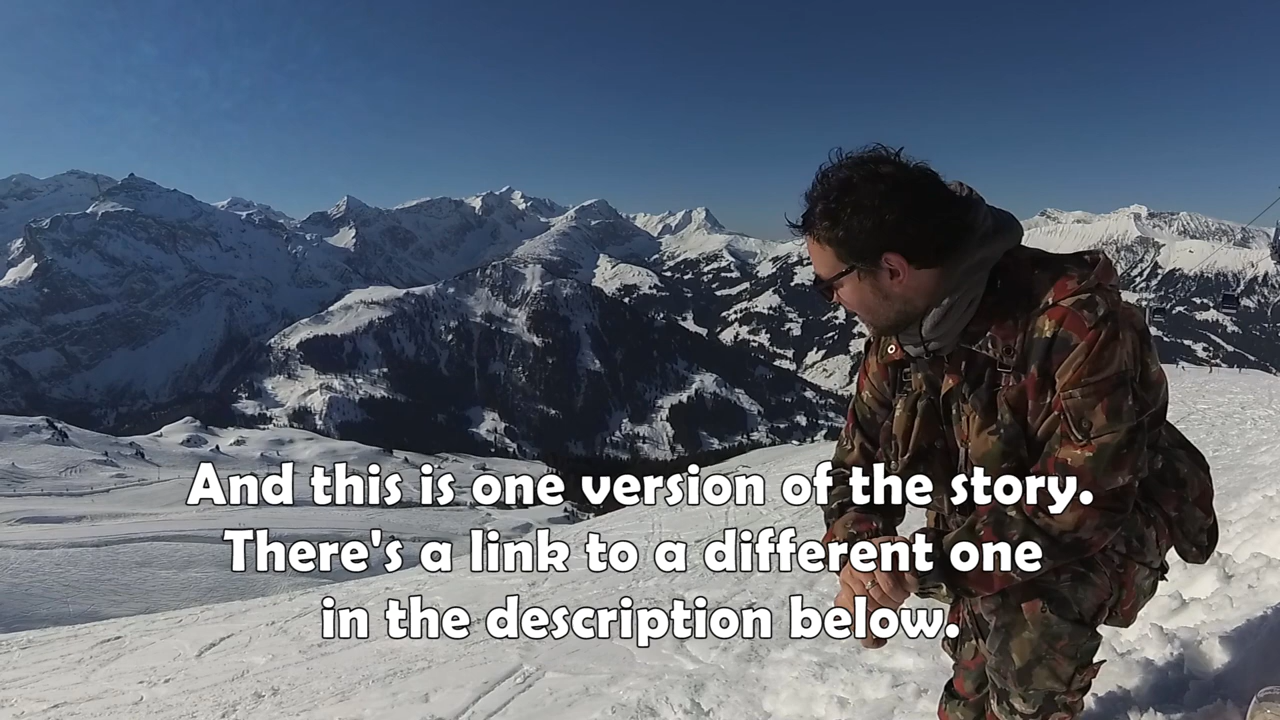 And this is one version of the story.
There's a link to a different one
in the description below.